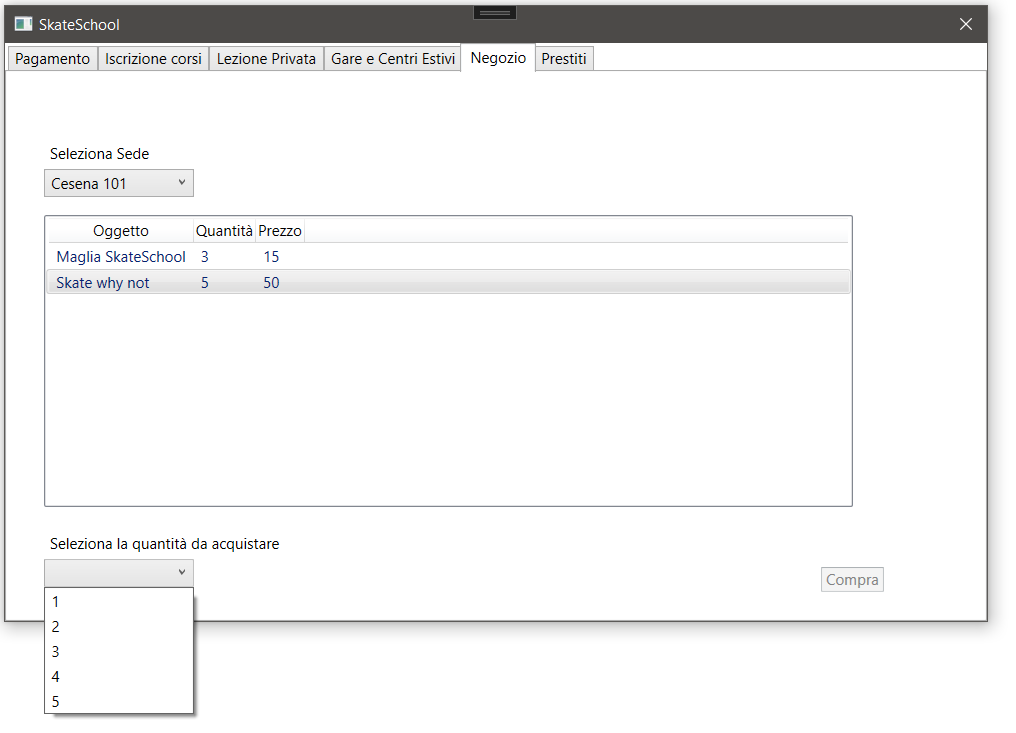 SkateSchool
Pagamento Iscrizione corsi Lezione Privata Gare e Centri Estivi Negozio Prestiti
Seleziona Sede
Cesena 101
Oggetto Quantità Prezzo
Maglia SkateSchool 3 15
Skate why not 5 50
Seleziona la quantità da acquistare
Compra
1
2
3
4
5